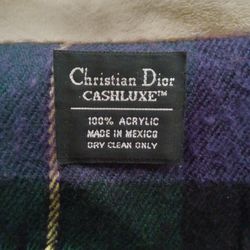 Christian Dior
CASHLUXE™
100% ACRYLIC
MADE IN MEXICO
DRY CLEAN ONLY